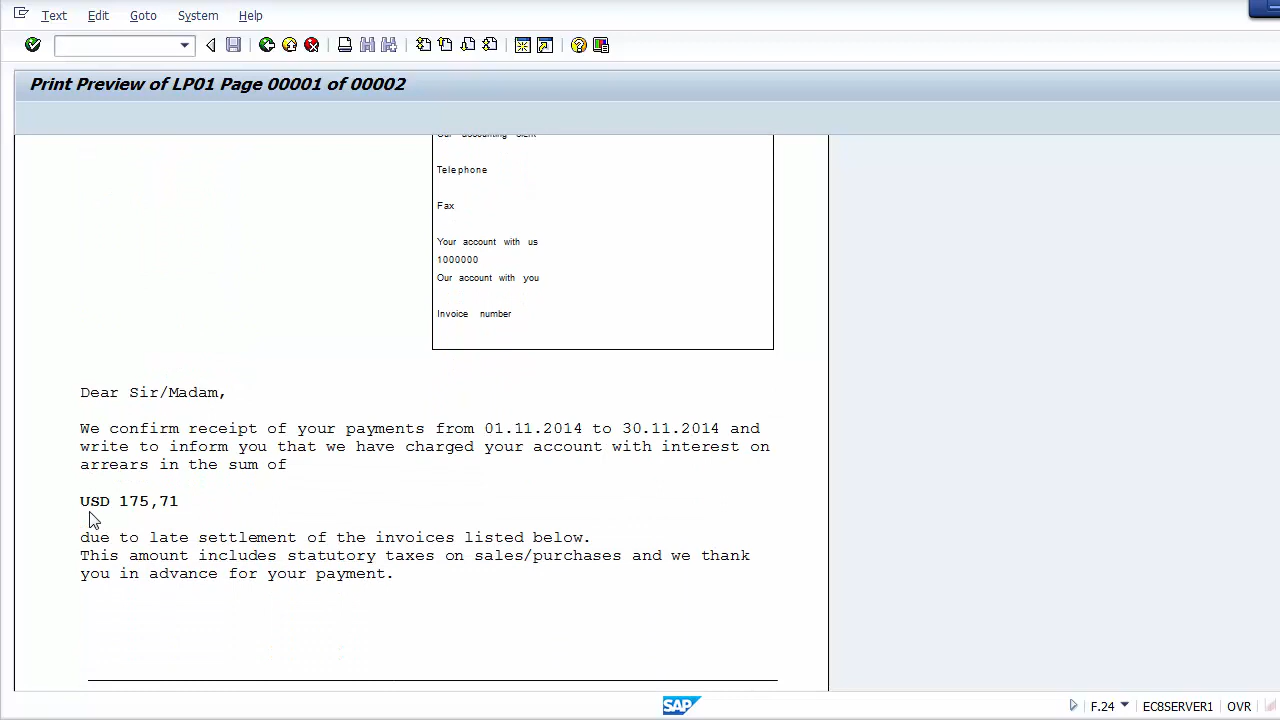 Text Edit Goto System Help
Print Preview of LP01 Page 00001 of 00002
Our accounting clerk
Telephone
Fax
Your account with us
1000000
Our account with you
Invoice number
Dear Sir/Madam,
We confirm receipt of your payments from 01.11.2014 to 30.11.2014 and
write to inform you that we have charged your account with interest on
arrears in the sum of
USD 175,71
due to late settlement of the invoices listed below.
This amount includes statutory taxes on sales/purchases and we thank
you in advance for your payment.
SAP F.24 EC8SERVER1 OVR